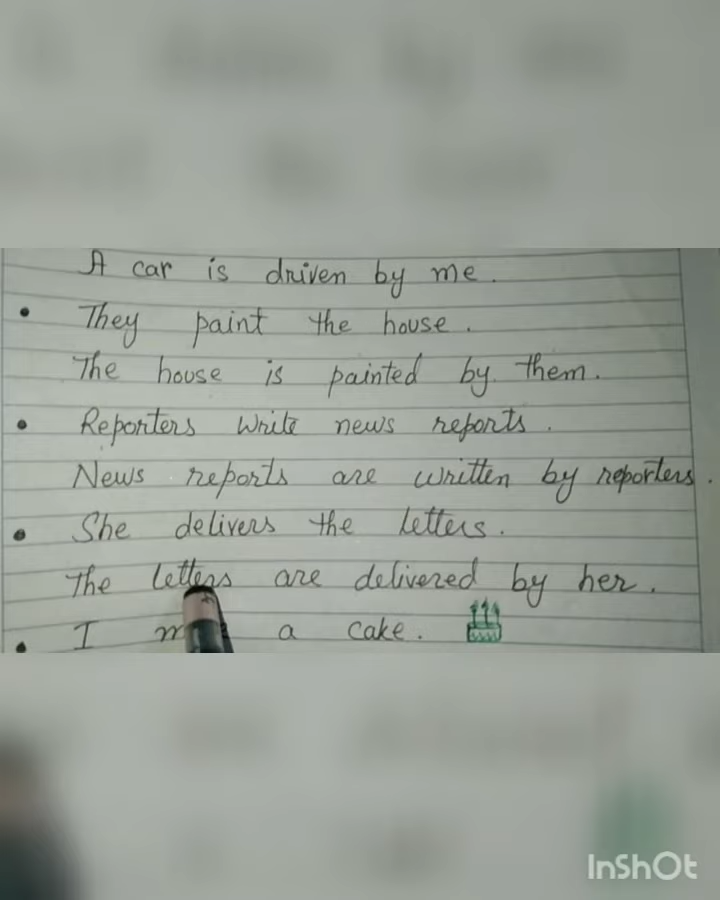 A car is driven by me.
They paint the house.
The house is painted by them.
Reporters write news reports.
News reports are written by reporters.
She delivers the letters.
The letters are delivered by her.
I a cake.
InShOt